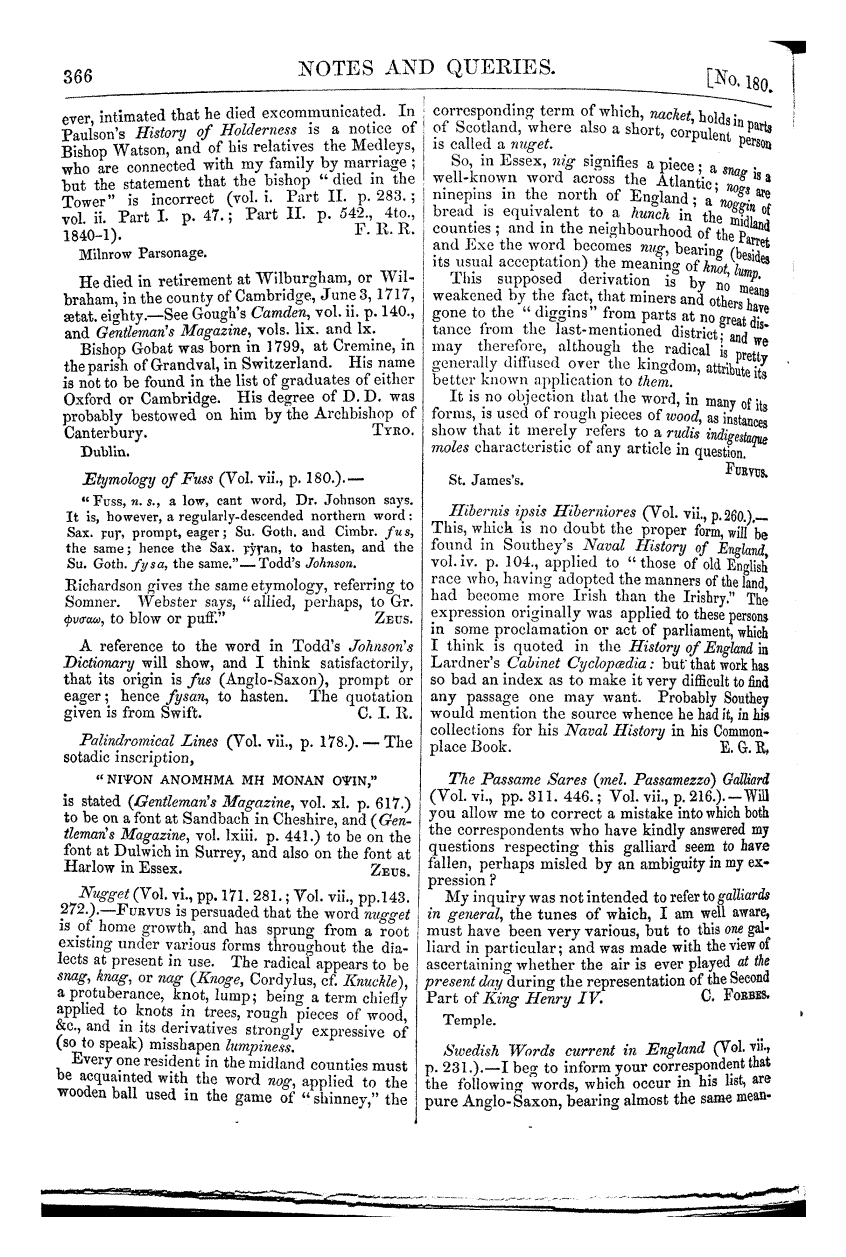 366
NOTES AND QUERIES.
[No. 180.
ever, intimated that he died excommunicated. In
Paulson's History of Holderness is a notice of
Bishop Watson, and of his relatives the Medleys,
who are connected with my family by marriage;
but the statement that the bishop "died in the
Tower" is incorrect (vol. i. Part II. p. 283.;
vol. ii. Part I. p. 47.; Part II. p. 542., 4to.,
1840-1). F. R. R.
Milnrow Parsonage.
He died in retirement at Wilburgham, or Wil-
braham, in the county of Cambridge, June 3, 1717,
ætat. eighty.—See Gough's Camden, vol. ii. p. 140.,
and Gentleman's Magazine, vols. lix. and lx.
Bishop Gobat was born in 1799, at Cremine, in
the parish of Grandval, in Switzerland. His name
is not to be found in the list of graduates of either
Oxford or Cambridge. His degree of D. D. was
probably bestowed on him by the Archbishop of
Canterbury. TYRO.
Dublin.
Etymology of Fuss (Vol. vii., p. 180.).—
"Fuss, n. s., a low, cant word, Dr. Johnson says.
It is, however, a regularly-descended northern word:
Sax. ꝼuꞅ, prompt, eager; Su. Goth. and Cimbr. fus,
the same; hence the Sax. ꝼẏꞅan, to hasten, and the
Su. Goth. fysa, the same."—Todd's Johnson.
Richardson gives the same etymology, referring to
Somner. Webster says, "allied, perhaps, to Gr.
φυσαω, to blow or puff." ZEUS.
A reference to the word in Todd's Johnson's
Dictionary will show, and I think satisfactorily,
that its origin is fus (Anglo-Saxon), prompt or
eager; hence fysan, to hasten. The quotation
given is from Swift. C. I. R.
Palindromical Lines (Vol. vii., p. 178.). — The
sotadic inscription,
"ΝΙΨΟΝ ΑΝΟΜΗΜΑ ΜΗ ΜΟΝΑΝ ΟΨΙΝ,"
is stated (Gentleman's Magazine, vol. xl. p. 617.)
to be on a font at Sandbach in Cheshire, and (Gen-
tleman's Magazine, vol. lxiii. p. 441.) to be on the
font at Dulwich in Surrey, and also on the font at
Harlow in Essex. ZEUS.
Nugget (Vol. vi., pp. 171. 281.; Vol. vii., pp. 143.
272.).—FURVUS is persuaded that the word nugget
is of home growth, and has sprung from a root
existing under various forms throughout the dia-
lects at present in use. The radical appears to be
snag, knag, or nag (Knoge, Cordylus, cf. Knuckle),
a protuberance, knot, lump; being a term chiefly
applied to knots in trees, rough pieces of wood,
&c., and in its derivatives strongly expressive of
(so to speak) misshapen lumpiness.
Every one resident in the midland counties must
be acquainted with the word nog, applied to the
wooden ball used in the game of "shinney," the
corresponding term of which, nacket, holds in parts
of Scotland, where also a short, corpulent person
is called a nuget.
So, in Essex, nig signifies a piece; a snag is a
well-known word across the Atlantic; nogs are
ninepins in the north of England; a noggin of
bread is equivalent to a hunch in the midland
counties; and in the neighbourhood of the Parret
and Exe the word becomes nug, bearing (besides
its usual acceptation) the meaning of knot, lump.
This supposed derivation is by no means
weakened by the fact, that miners and others have
gone to the "diggins" from parts at no great dis-
tance from the last-mentioned district; and we
may therefore, although the radical is pretty
generally diffused over the kingdom, attribute its
better known application to them.
It is no objection that the word, in many of its
forms, is used of rough pieces of wood, as instances
show that it merely refers to a rudis indigestaque
moles characteristic of any article in question.
FURVUS.
St. James's.
Hibernis ipsis Hiberniores (Vol. vii., p. 260.).—
This, which is no doubt the proper form, will be
found in Southey's Naval History of England,
vol. iv. p. 104., applied to "those of old English
race who, having adopted the manners of the land,
had become more Irish than the Irishry." The
expression originally was applied to these persons
in some proclamation or act of parliament, which
I think is quoted in the History of England in
Lardner's Cabinet Cyclopædia: but that work has
so bad an index as to make it very difficult to find
any passage one may want. Probably Southey
would mention the source whence he had it, in his
collections for his Naval History in his Common-
place Book. E. G. R.
The Passame Sares (mel. Passamezzo) Galliard
(Vol. vi., pp. 311. 446.; Vol. vii., p. 216.).—Will
you allow me to correct a mistake into which both
the correspondents who have kindly answered my
questions respecting this galliard seem to have
fallen, perhaps misled by an ambiguity in my ex-
pression?
My inquiry was not intended to refer to galliards
in general, the tunes of which, I am well aware,
must have been very various, but to this one gal-
liard in particular; and was made with the view of
ascertaining whether the air is ever played at the
present day during the representation of the Second
Part of King Henry IV. C. FORBES.
Temple.
Swedish Words current in England (Vol. vii.,
p. 231.).—I beg to inform your correspondent that
the following words, which occur in his list, are
pure Anglo-Saxon, bearing almost the same mean-